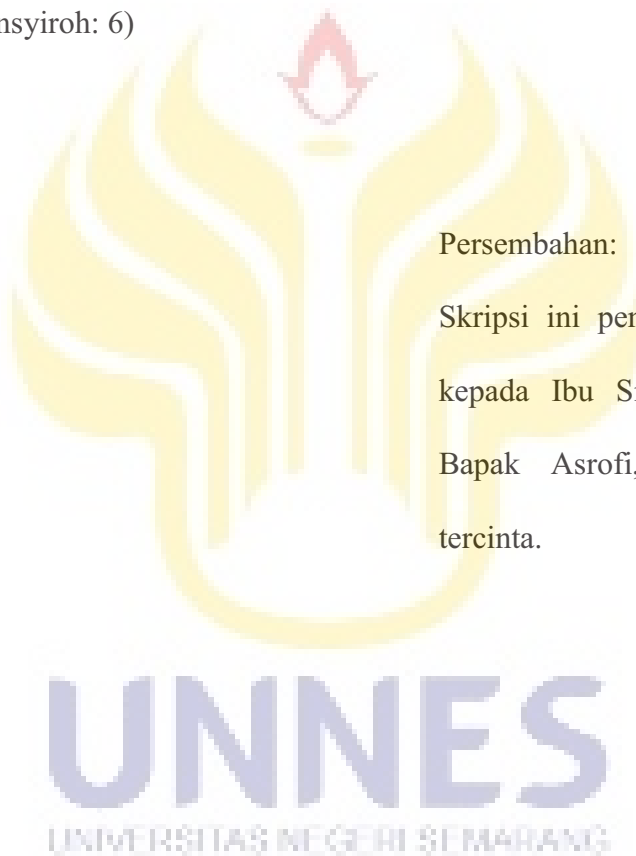 nsyiroh: 6)
Persembahan:
Skripsi ini per
kepada Ibu S
Bapak Asrofi,
tercinta.
UNNES
UNIVERSITAS NEGERI SEMARANG